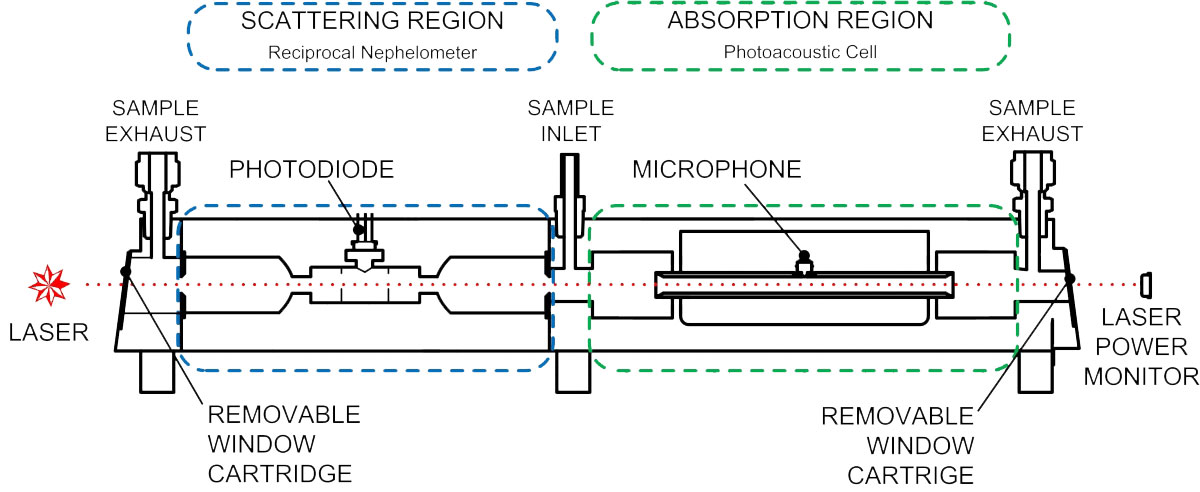 SCATTERING REGION
Reciprocal Nephelometer
ABSORPTION REGION
Photoacoustic Cell
SAMPLE
EXHAUST
SAMPLE
INLET
SAMPLE
EXHAUST
PHOTODIODE
MICROPHONE
LASER
LASER
POWER
MONITOR
REMOVABLE
WINDOW
CARTRIDGE
REMOVABLE
WINDOW
CARTRIGE